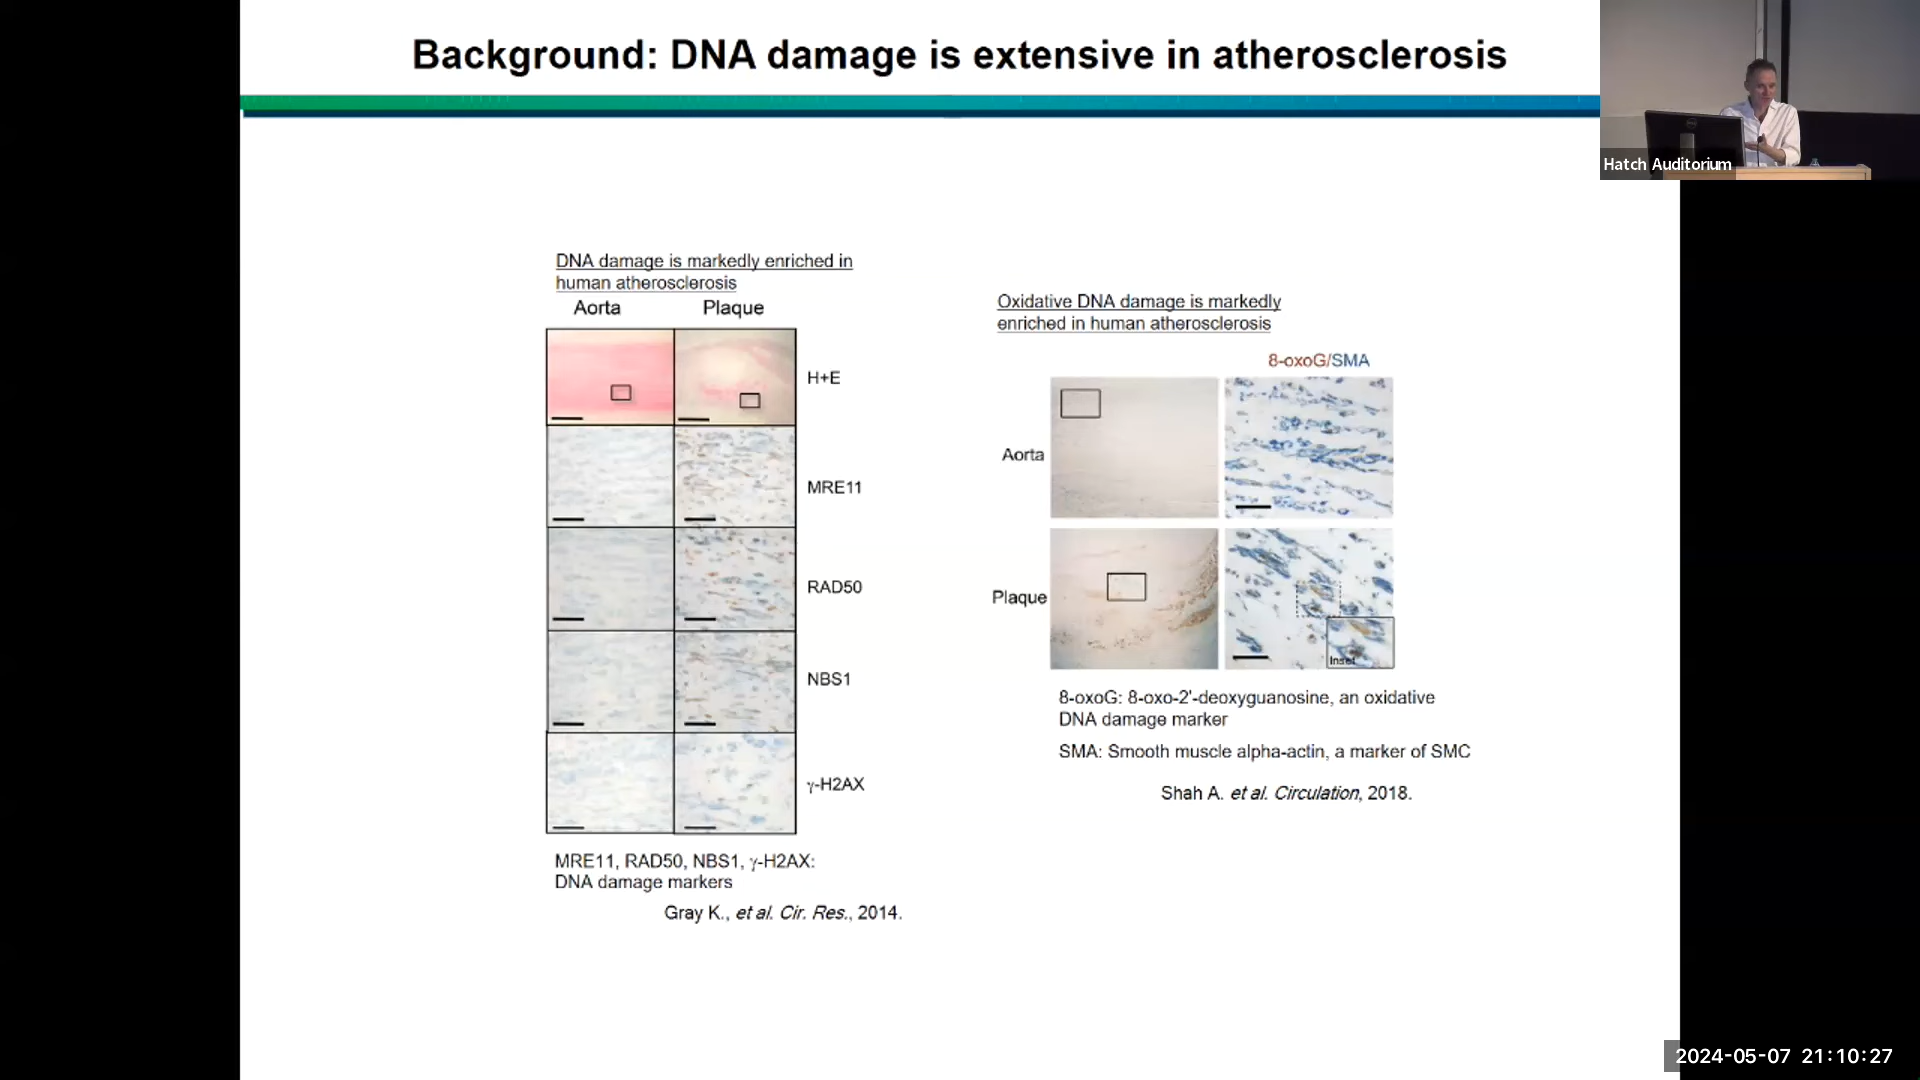 Background: DNA damage is extensive in atherosclerosis
Hatch Auditorium
DNA damage is markedly enriched in
human atherosclerosis
Aorta Plaque
H+E
MRE11
RAD50
NBS1
γ-H2AX
MRE11, RAD50, NBS1, γ-H2AX:
DNA damage markers
Gray K., et al. Cir. Res., 2014.
Oxidative DNA damage is markedly
enriched in human atherosclerosis
8-oxoG/SMA
Aorta
Plaque
Inset
8-oxoG: 8-oxo-2'-deoxyguanosine, an oxidative
DNA damage marker
SMA: Smooth muscle alpha-actin, a marker of SMC
Shah A. et al. Circulation, 2018.
2024-05-07 21:10:27